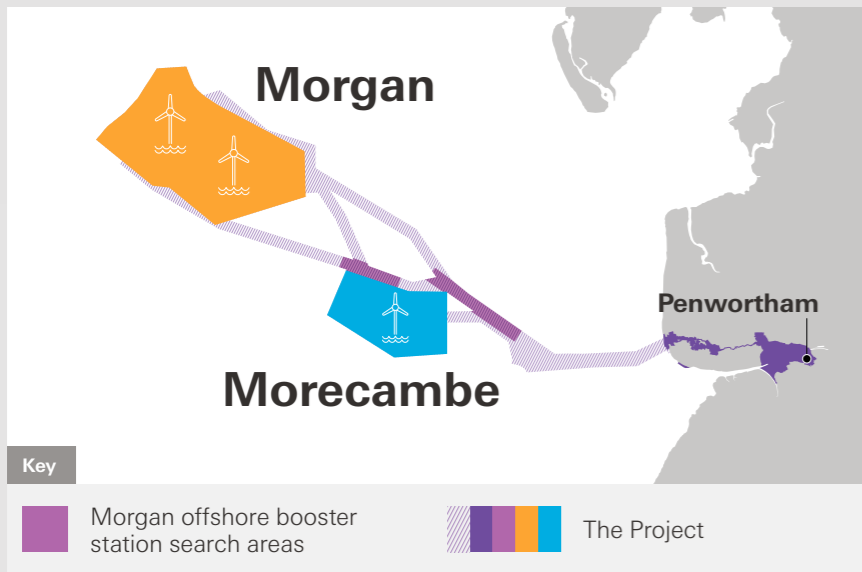 Morgan
Penwortham
Morecambe
Key
Morgan offshore booster
station search areas
The Project